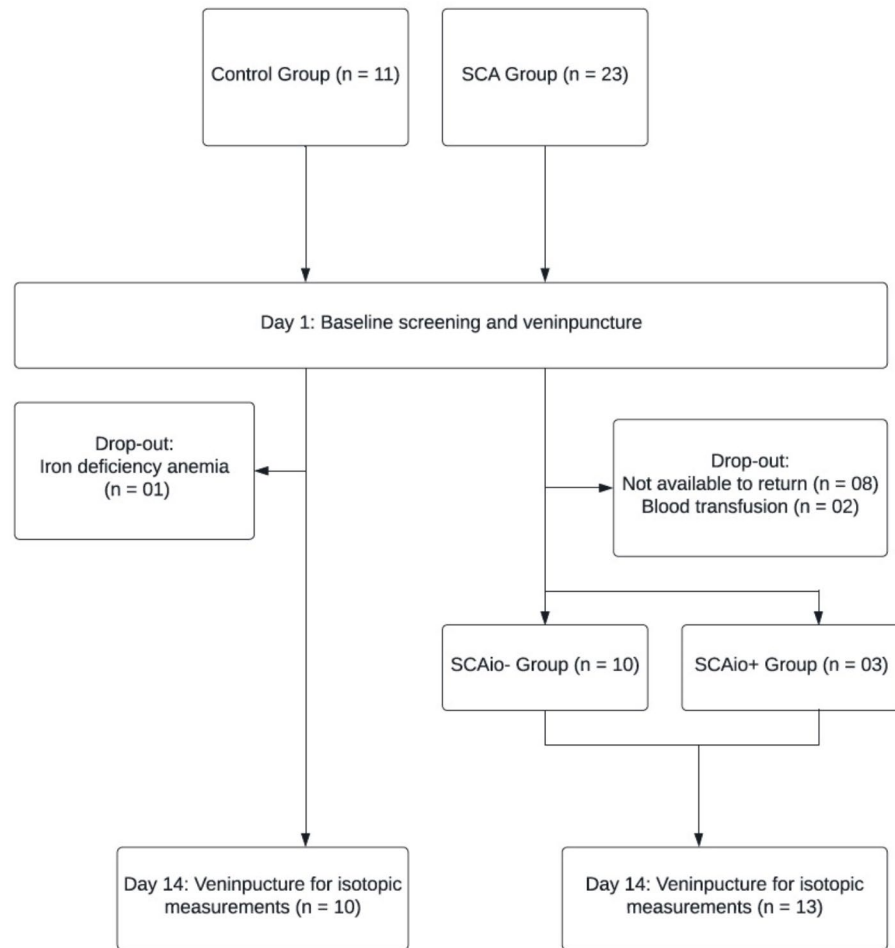 Control Group (n = 11)
SCA Group (n = 23)
Day 1: Baseline screening and veninpuncture
Drop-out:
Iron deficiency anemia
(n = 01)
Drop-out:
Not available to return (n = 08)
Blood transfusion (n = 02)
SCAio- Group (n = 10)
SCAio+ Group (n = 03)
Day 14: Veninpucture for isotopic
measurements (n = 10)
Day 14: Veninpucture for isotopic
measurements (n = 13)